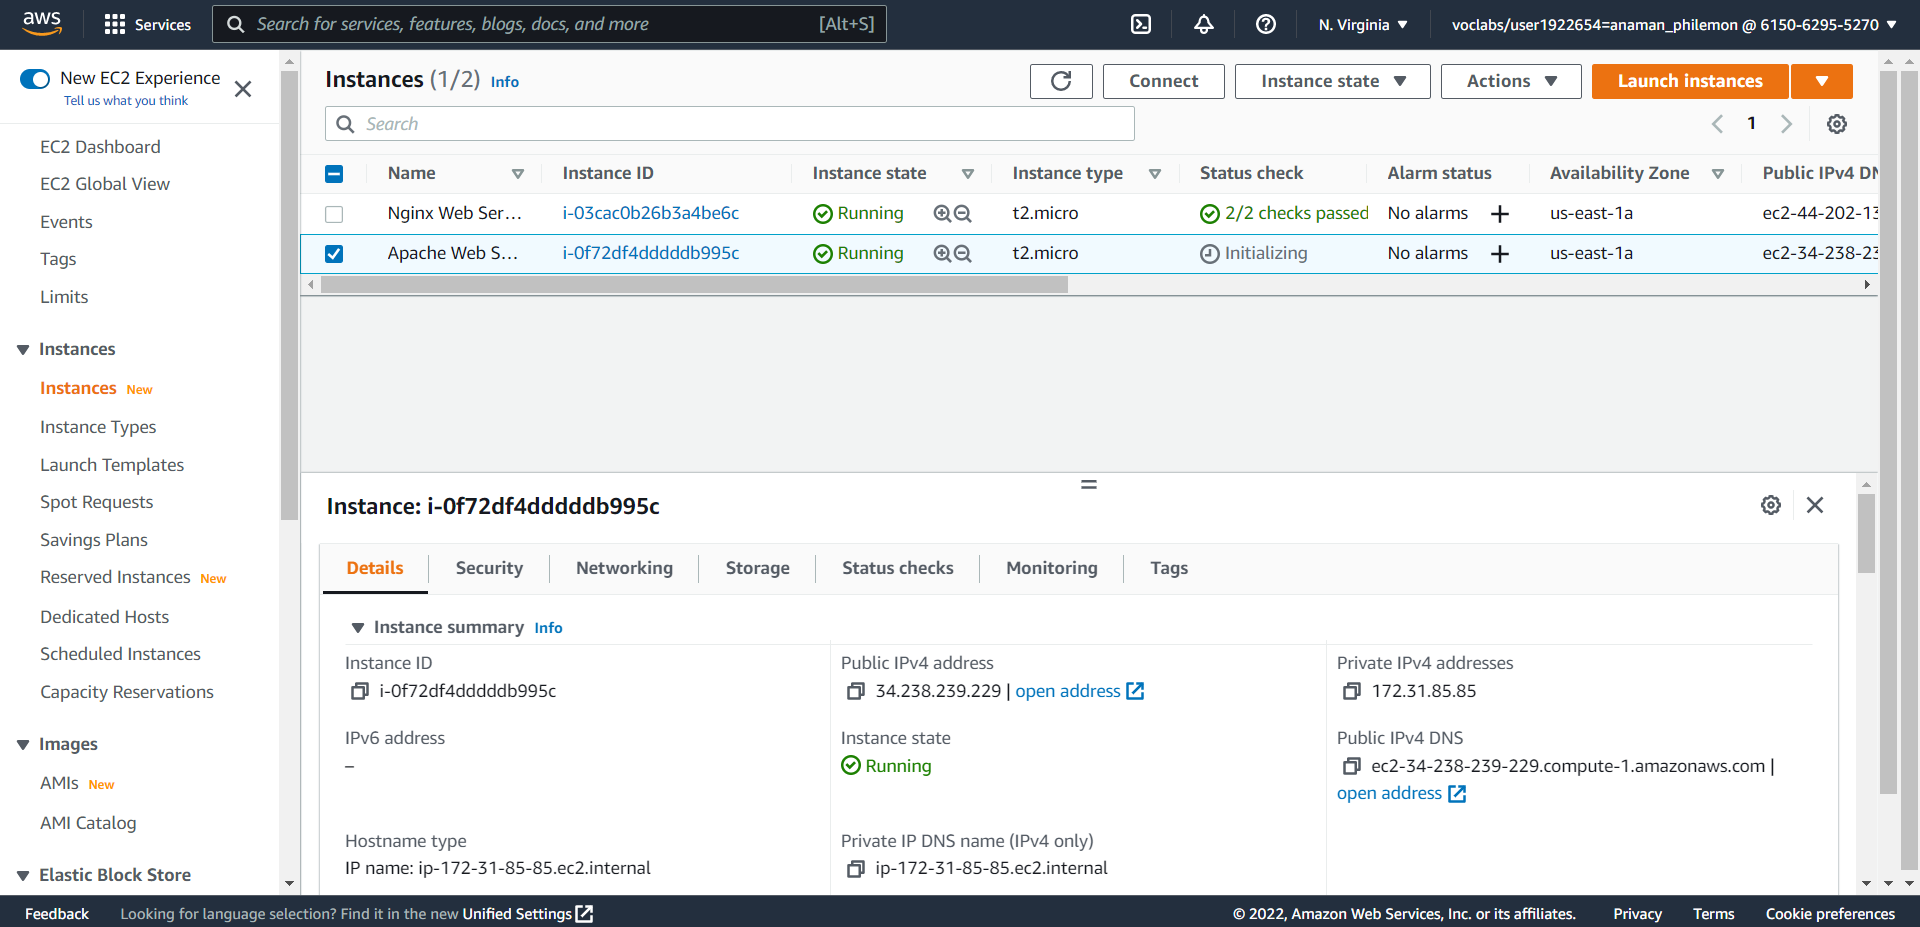 aws
Services
Search for services, features, blogs, docs, and more [Alt+S]
N. Virginia
voclabs/user1922654=anaman_philemon @ 6150-6295-5270
New EC2 Experience
Tell us what you think
EC2 Dashboard
EC2 Global View
Events
Tags
Limits
Instances
Instances New
Instance Types
Launch Templates
Spot Requests
Savings Plans
Reserved Instances New
Dedicated Hosts
Scheduled Instances
Capacity Reservations
Images
AMIs New
AMI Catalog
Elastic Block Store
Instances (1/2) Info
Connect
Instance state
Actions
Launch instances
Search
1
Name Instance ID Instance state Instance type Status check Alarm status Availability Zone Public IPv4 DN
Nginx Web Ser... i-03cac0b26b3a4be6c Running t2.micro 2/2 checks passed No alarms us-east-1a ec2-44-202-13
Apache Web S... i-0f72df4dddddb995c Running t2.micro Initializing No alarms us-east-1a ec2-34-238-23
Instance: i-0f72df4dddddb995c
Details Security Networking Storage Status checks Monitoring Tags
Instance summary Info
Instance ID
i-0f72df4dddddb995c
Public IPv4 address
34.238.239.229 | open address
Private IPv4 addresses
172.31.85.85
IPv6 address
–
Instance state
Running
Public IPv4 DNS
ec2-34-238-239-229.compute-1.amazonaws.com |
open address
Hostname type
IP name: ip-172-31-85-85.ec2.internal
Private IP DNS name (IPv4 only)
ip-172-31-85-85.ec2.internal
Feedback
Looking for language selection? Find it in the new Unified Settings
© 2022, Amazon Web Services, Inc. or its affiliates.
Privacy
Terms
Cookie preferences